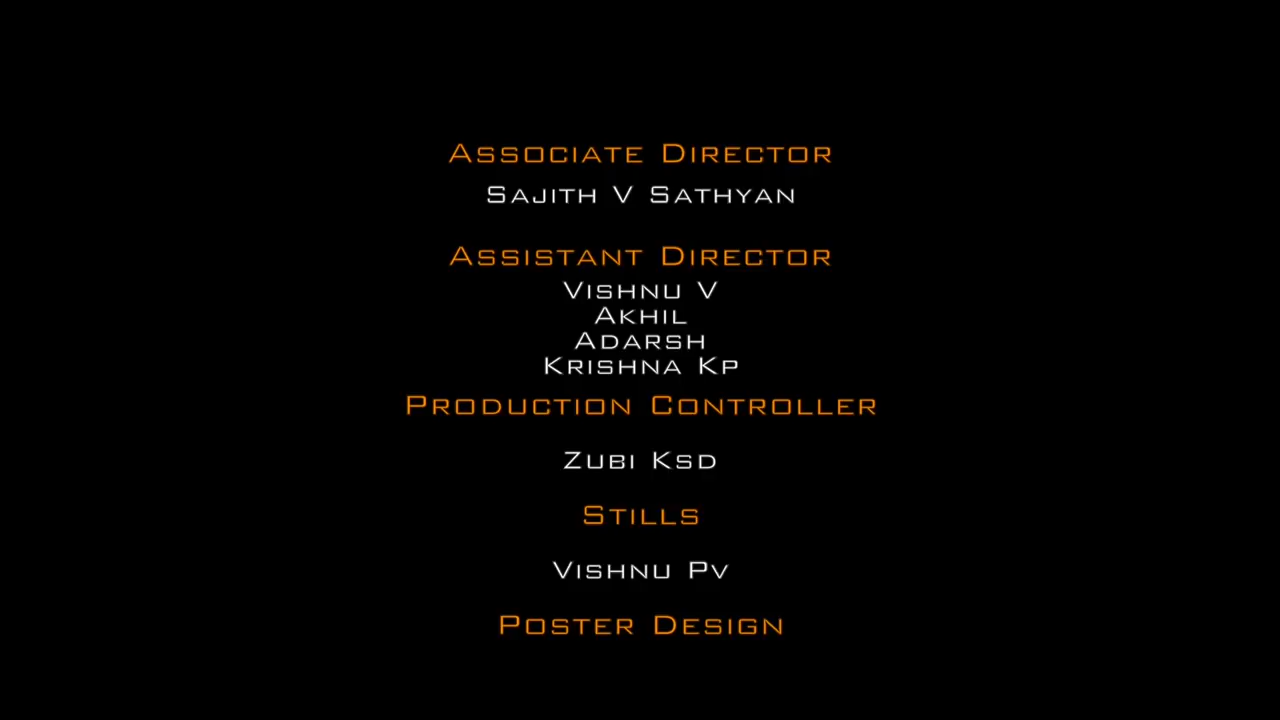 Associate Director
Sajith V Sathyan
Assistant Director
Vishnu V
Akhil
Adarsh
Krishna Kp
Production Controller
Zubi Ksd
Stills
Vishnu Pv
Poster Design